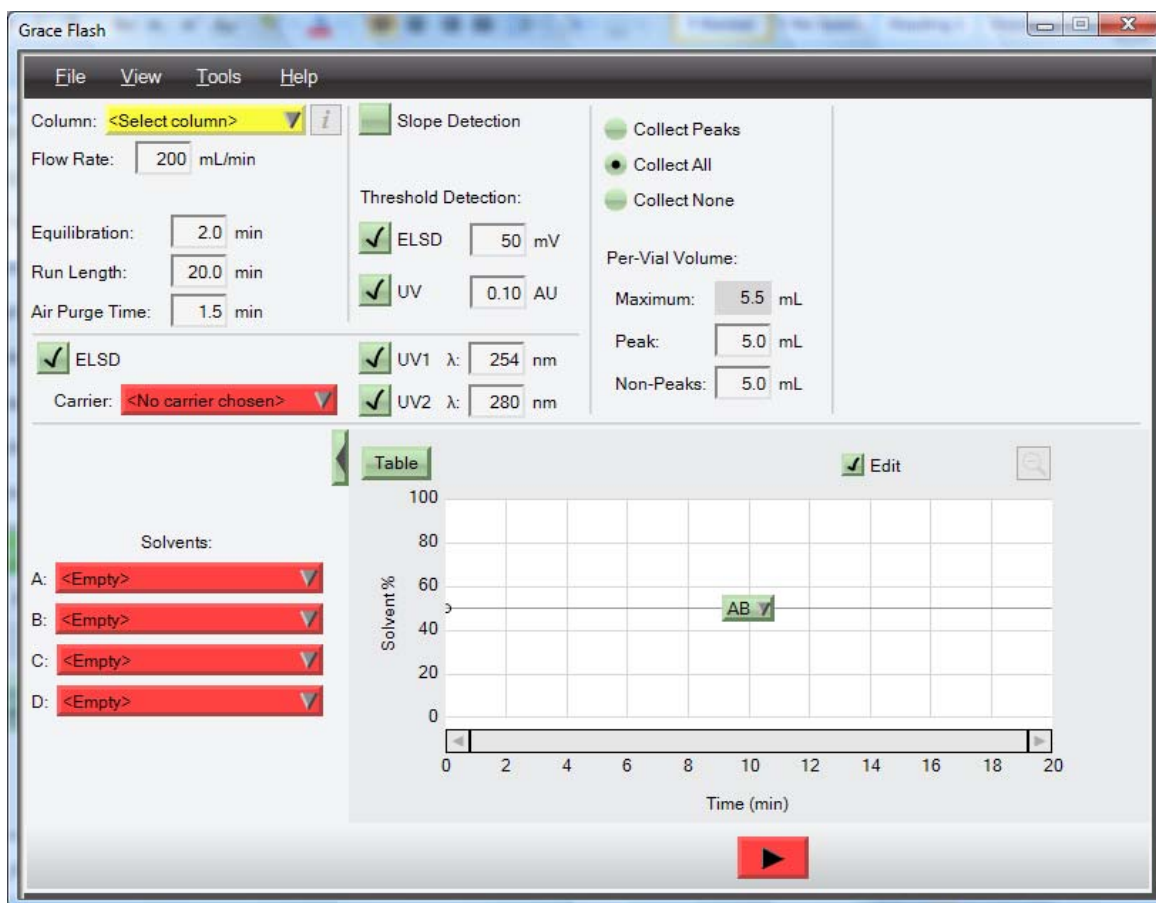 Grace Flash
File View Tools Help
Column: <Select column> i
Flow Rate: 200 mL/min
Equilibration: 2.0 min
Run Length: 20.0 min
Air Purge Time: 1.5 min
Slope Detection
Threshold Detection:
ELSD 50 mV
UV 0.10 AU
Collect Peaks
Collect All
Collect None
Per-Vial Volume:
Maximum: 5.5 mL
Peak: 5.0 mL
Non-Peaks: 5.0 mL
ELSD
Carrier: <No carrier chosen>
UV1 λ: 254 nm
UV2 λ: 280 nm
Solvents:
A: <Empty>
B: <Empty>
C: <Empty>
D: <Empty>
Table
Edit
Solvent %
100
80
60
40
20
0
AB
0 2 4 6 8 10 12 14 16 18 20
Time (min)